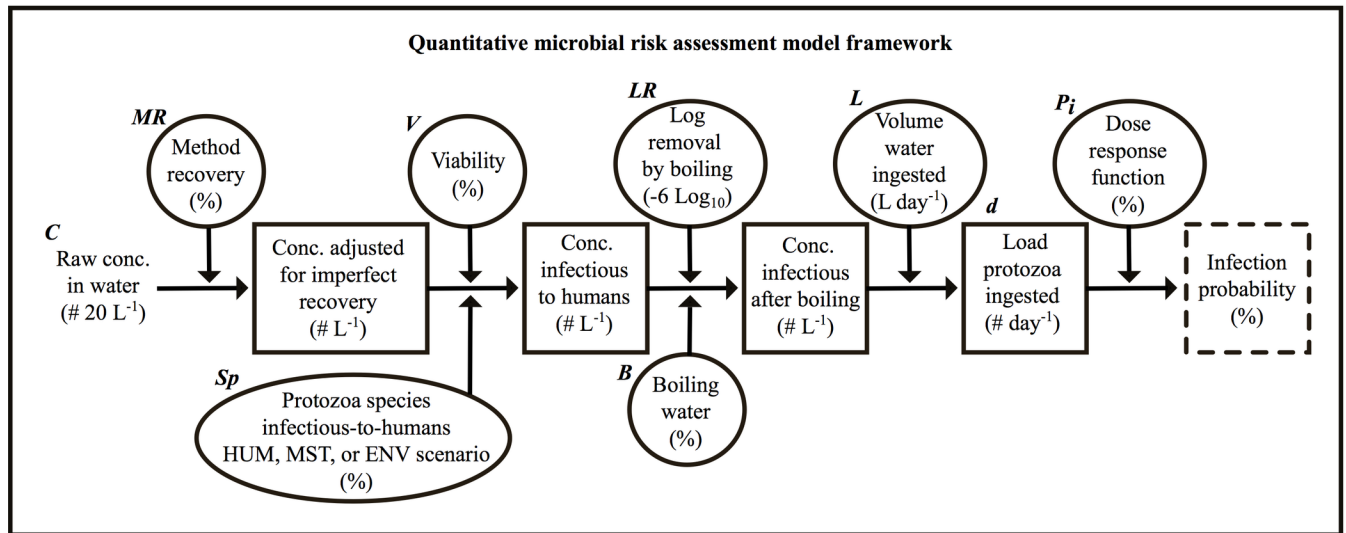 Quantitative microbial risk assessment model framework
MR
Method
recovery
(%)
V
Viability
(%)
LR
Log
removal
by boiling
(-6 Log₁₀)
L
Volume
water
ingested
(L day⁻¹)
Pᵢ
Dose
response
function
(%)
C
Raw conc.
in water
(# 20 L⁻¹)
Conc. adjusted
for imperfect
recovery
(# L⁻¹)
Conc.
infectious
to humans
(# L⁻¹)
Conc.
infectious
after boiling
(# L⁻¹)
d
Load
protozoa
ingested
(# day⁻¹)
Infection
probability
(%)
Sp
Protozoa species
infectious-to-humans
HUM, MST, or ENV scenario
(%)
B
Boiling
water
(%)